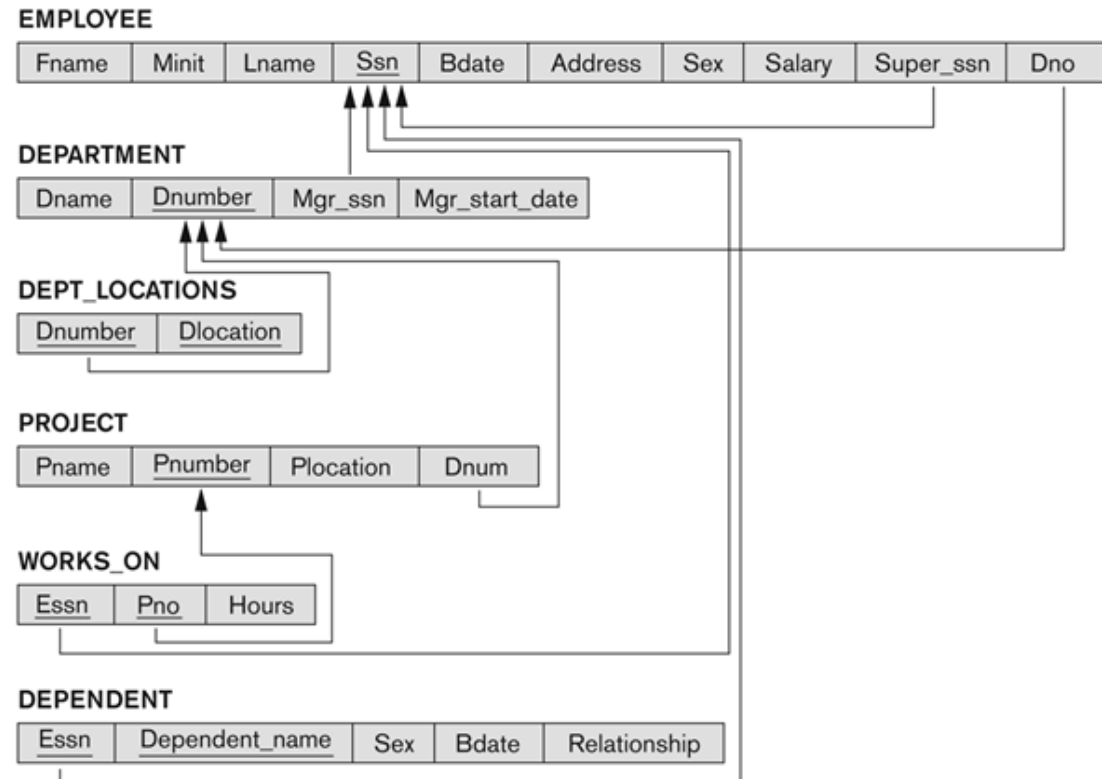 EMPLOYEE
Fname Minit Lname Ssn Bdate Address Sex Salary Super_ssn Dno
DEPARTMENT
Dname Dnumber Mgr_ssn Mgr_start_date
DEPT_LOCATIONS
Dnumber Dlocation
PROJECT
Pname Pnumber Plocation Dnum
WORKS_ON
Essn Pno Hours
DEPENDENT
Essn Dependent_name Sex Bdate Relationship